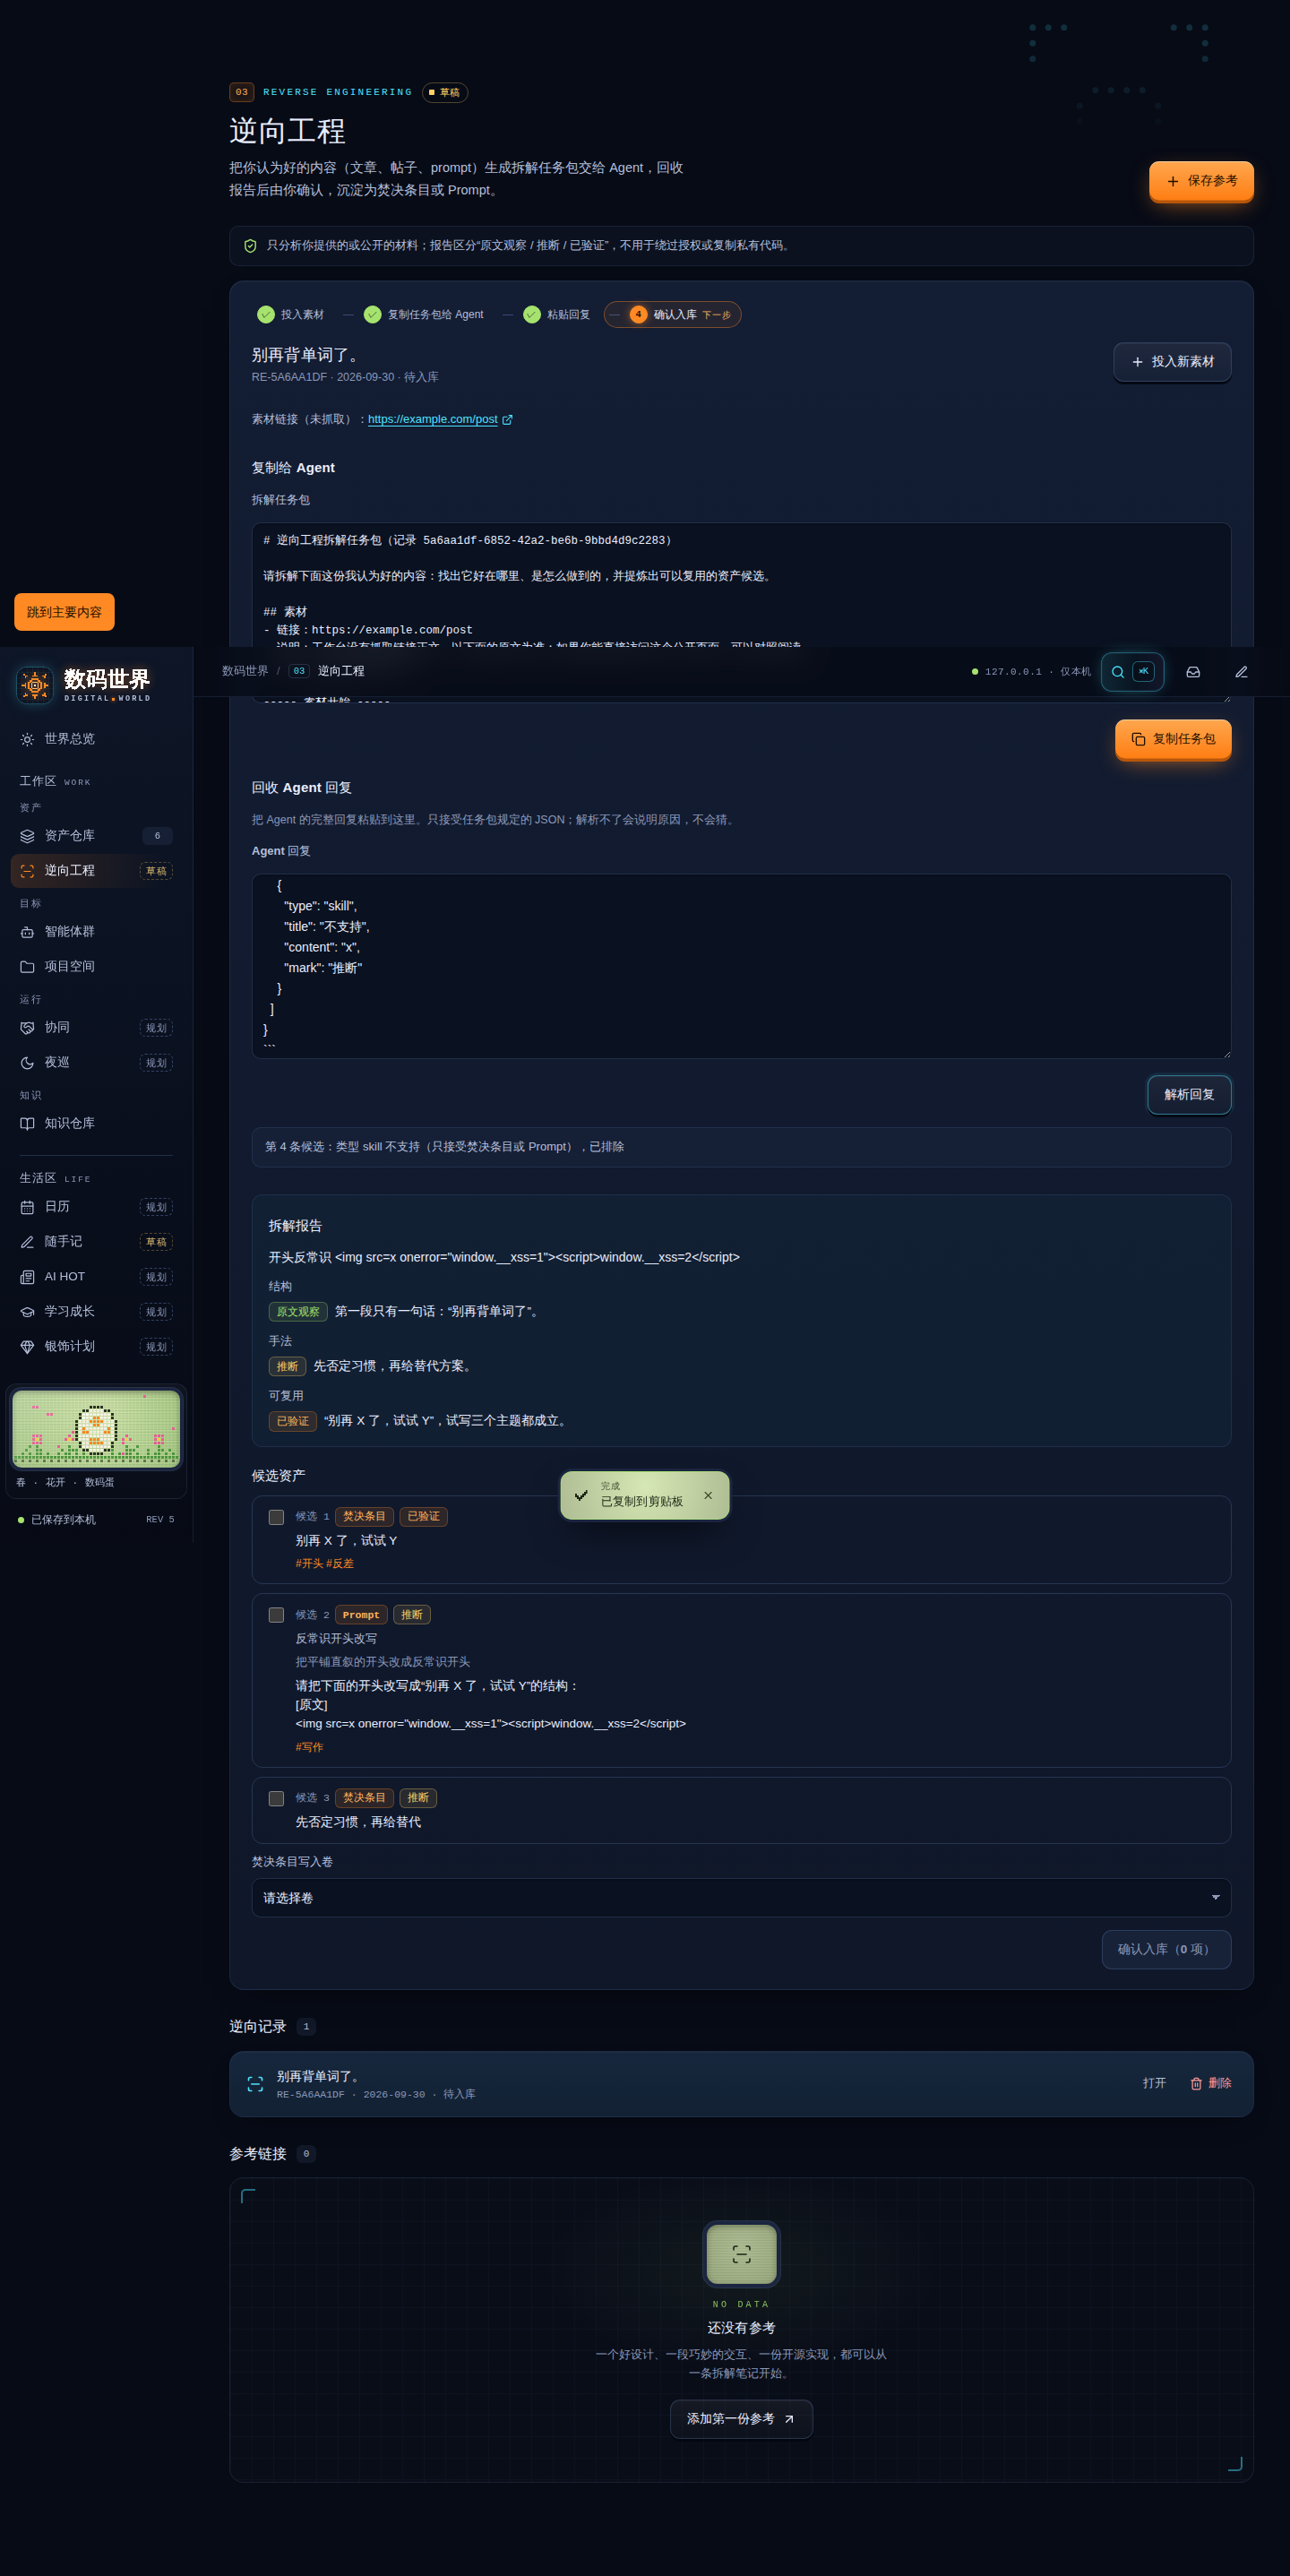 03 REVERSE ENGINEERING 草稿
逆向工程
把你认为好的内容（文章、帖子、prompt）生成拆解任务包交给 Agent，回收
报告后由你确认，沉淀为焚决条目或 Prompt。
保存参考
只分析你提供的或公开的材料；报告区分“原文观察 / 推断 / 已验证”，不用于绕过授权或复制私有代码。
投入素材 — 复制任务包给 Agent — 粘贴回复 — 4 确认入库 下一步
别再背单词了。
RE-5A6AA1DF · 2026-09-30 · 待入库
投入新素材
素材链接（未抓取）：https://example.com/post
复制给 Agent
拆解任务包
# 逆向工程拆解任务包（记录 5a6aa1df-6852-42a2-be6b-9bbd4d9c2283）
请拆解下面这份我认为好的内容：找出它好在哪里、是怎么做到的，并提炼出可复用的资产候选。
## 素材
- 链接：https://example.com/post
跳到主要内容
数码世界
DIGITAL WORLD
数码世界 / 03 逆向工程
127.0.0.1 · 仅本机
⌘K
世界总览
工作区 WORK
资产
资产仓库 6
逆向工程 草稿
目标
智能体群
项目空间
运行
协同 规划
夜巡 规划
知识
知识仓库
生活区 LIFE
日历 规划
随手记 草稿
AI HOT 规划
学习成长 规划
银饰计划 规划
春 · 花开 · 数码蛋
已保存到本机 REV 5
复制任务包
回收 Agent 回复
把 Agent 的完整回复粘贴到这里。只接受任务包规定的 JSON；解析不了会说明原因，不会猜。
Agent 回复
{
"type": "skill",
"title": "不支持",
"content": "x",
"mark": "推断"
}
]
}
```
解析回复
第 4 条候选：类型 skill 不支持（只接受焚决条目或 Prompt），已排除
拆解报告
开头反常识 <img src=x onerror="window.__xss=1"><script>window.__xss=2</script>
结构
原文观察 第一段只有一句话：“别再背单词了”。
手法
推断 先否定习惯，再给替代方案。
可复用
已验证 “别再 X 了，试试 Y”，试写三个主题都成立。
候选资产
完成
已复制到剪贴板
候选 1 焚决条目 已验证
别再 X 了，试试 Y
#开头 #反差
候选 2 Prompt 推断
反常识开头改写
把平铺直叙的开头改成反常识开头
请把下面的开头改写成“别再 X 了，试试 Y”的结构：
[原文]
<img src=x onerror="window.__xss=1"><script>window.__xss=2</script>
#写作
候选 3 焚决条目 推断
先否定习惯，再给替代
焚决条目写入卷
请选择卷
确认入库（0 项）
逆向记录 1
别再背单词了。
RE-5A6AA1DF · 2026-09-30 · 待入库
打开
删除
参考链接 0
NO DATA
还没有参考
一个好设计、一段巧妙的交互、一份开源实现，都可以从
一条拆解笔记开始。
添加第一份参考